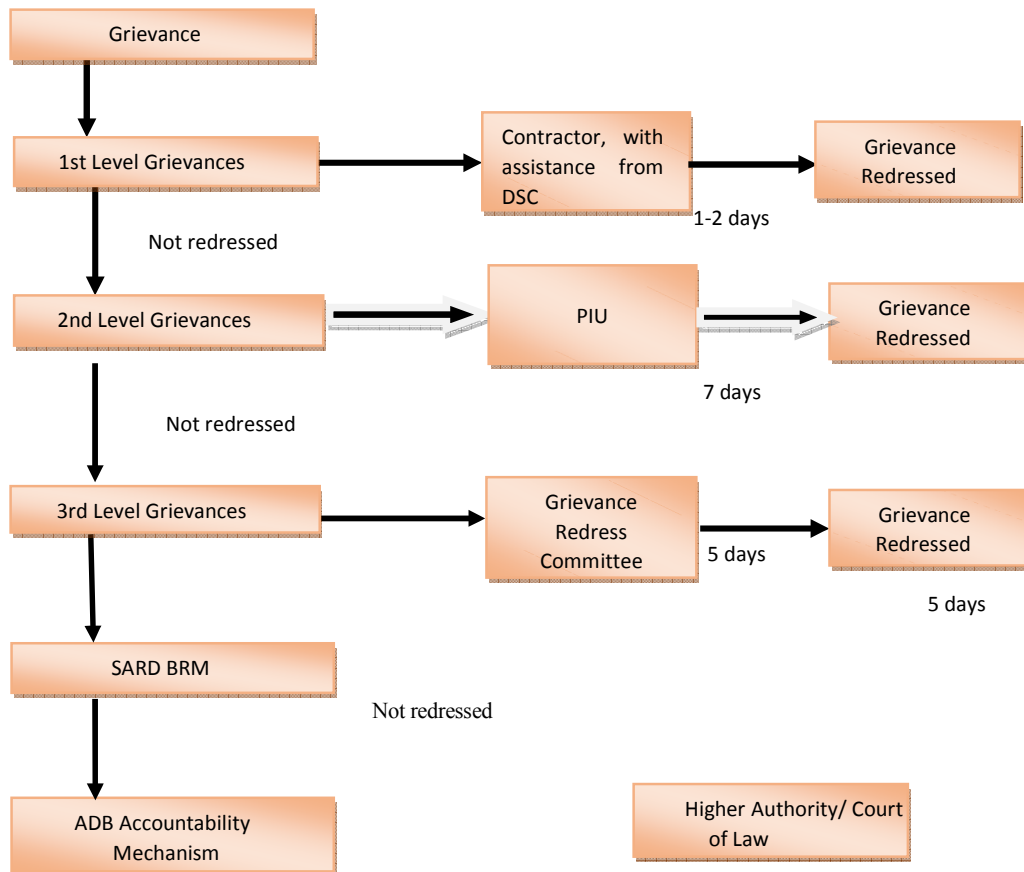 Grievance
1st Level Grievances
Contractor, with
assistance from
DSC
Grievance
Redressed
1-2 days
Not redressed
2nd Level Grievances
PIU
Grievance
Redressed
7 days
Not redressed
3rd Level Grievances
Grievance
Redress
Committee
5 days
Grievance
Redressed
5 days
SARD BRM
Not redressed
ADB Accountability
Mechanism
Higher Authority/ Court
of Law